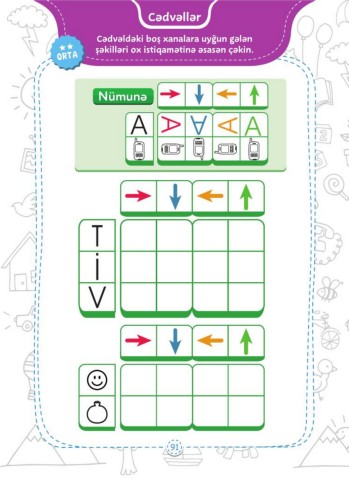 Cədvəllər
Cədvəldəki boş xanalara uyğun gələn
şəkilləri ox istiqamətinə əsasən çəkin.
ORTA
Nümunə
A A A A A
T
İ
V
91